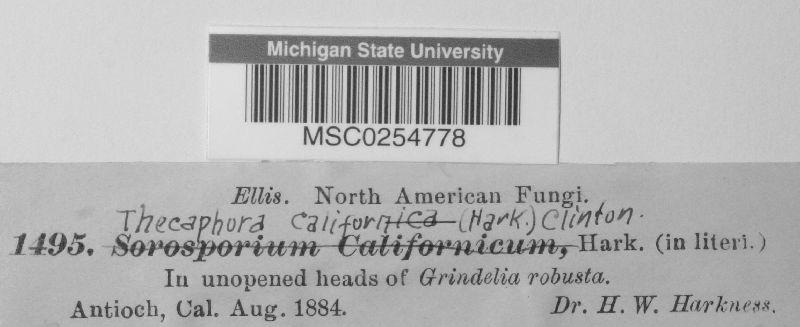 Michigan State University
MSC0254778
Ellis. North American Fungi.
Thecaphora californica (Hark.) Clinton.
1495. Sorosporium Californicum, Hark. (in literi.)
In unopened heads of Grindelia robusta.
Antioch, Cal. Aug. 1884. Dr. H. W. Harkness.